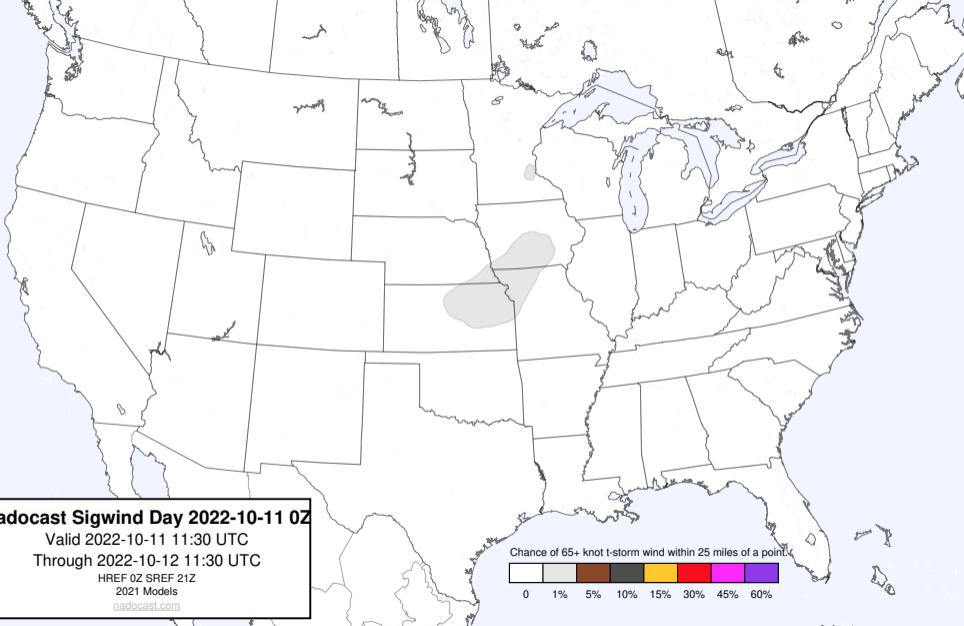 adocast Sigwind Day 2022-10-11 0Z
Valid 2022-10-11 11:30 UTC
Through 2022-10-12 11:30 UTC
HREF 0Z SREF 21Z
2021 Models
nadocast.com
Chance of 65+ knot t-storm wind within 25 miles of a point.
0 1% 5% 10% 15% 30% 45% 60%